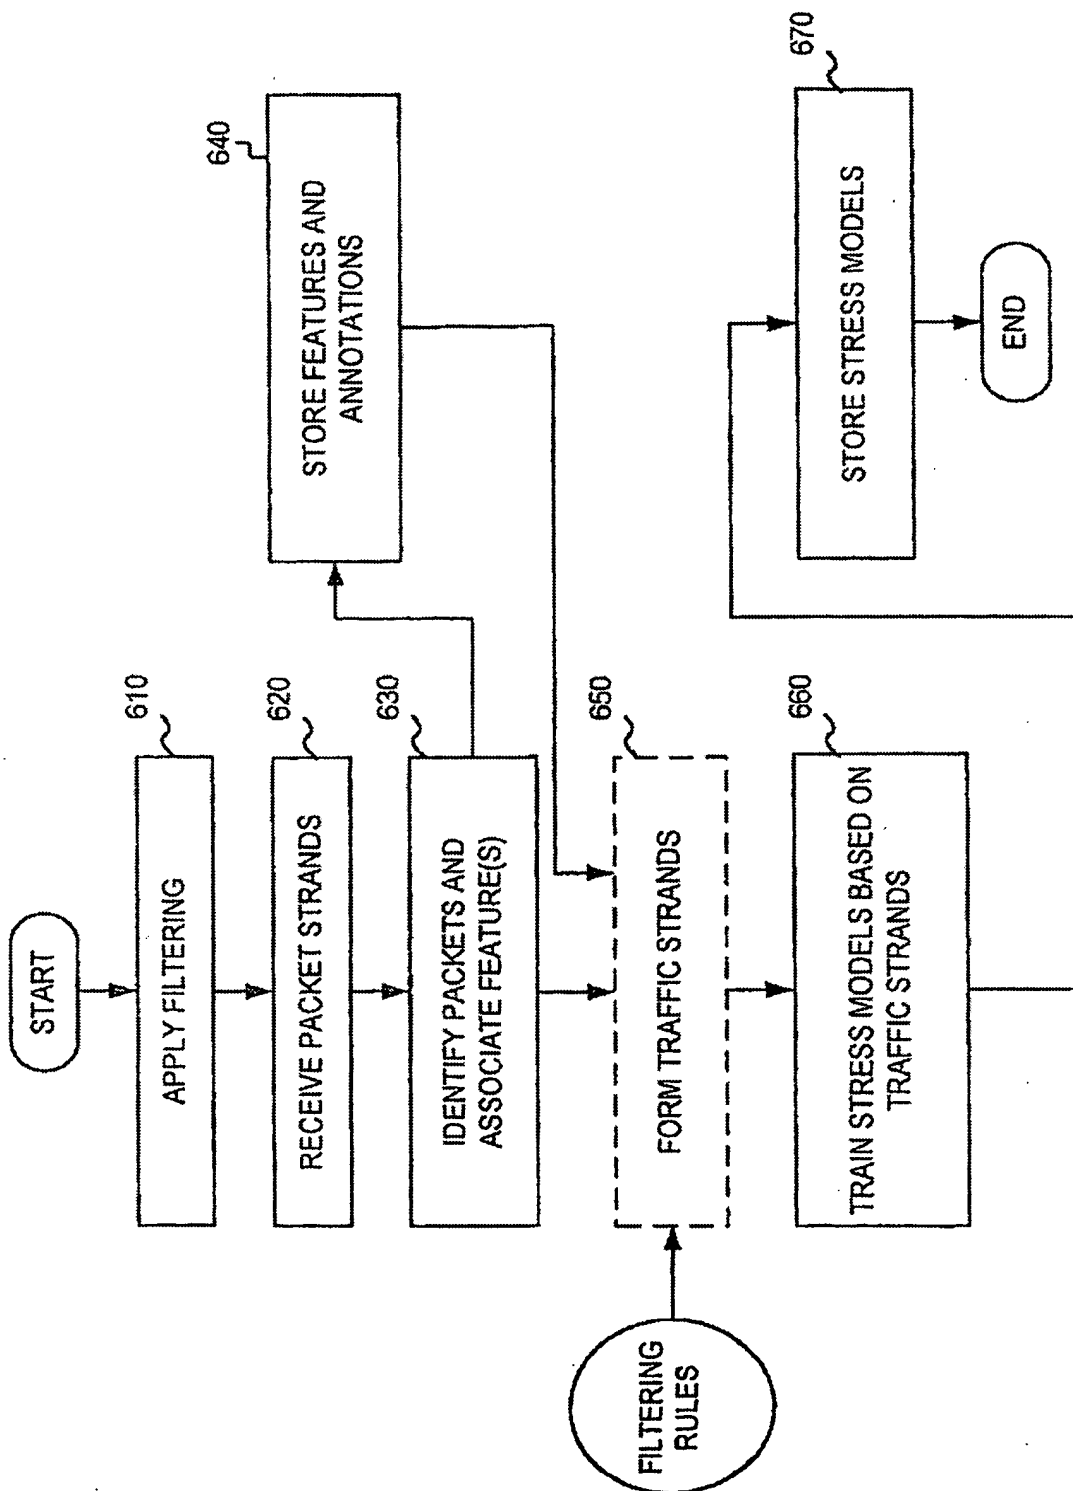 START
610
APPLY FILTERING
620
RECEIVE PACKET STRANDS
630
IDENTIFY PACKETS AND
ASSOCIATE FEATURE(S)
640
STORE FEATURES AND
ANNOTATIONS
650
FORM TRAFFIC STRANDS
FILTERING
RULES
660
TRAIN STRESS MODELS BASED ON
TRAFFIC STRANDS
670
STORE STRESS MODELS
END